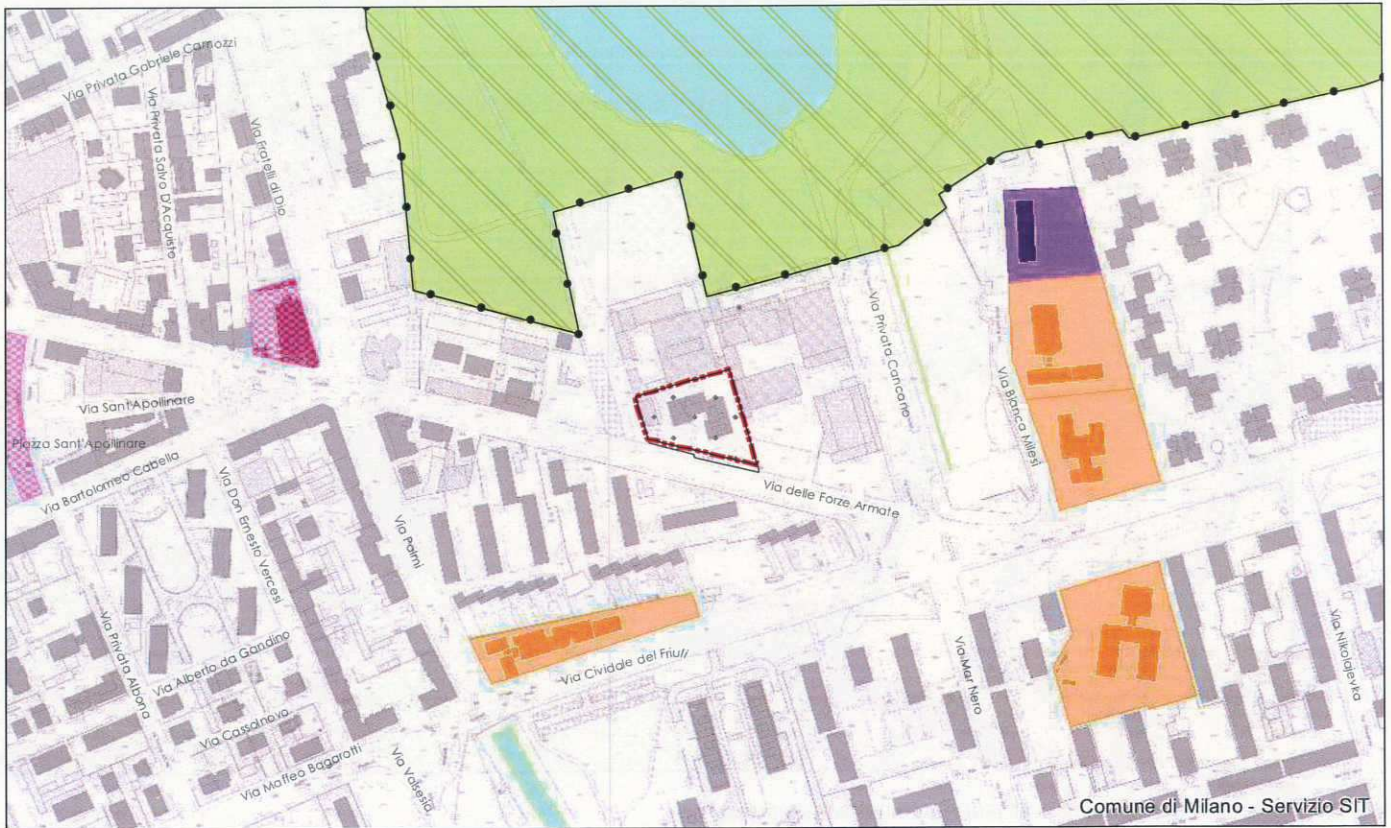 Via Privata Gabriele Camozzi
Via Privata Salvo D'Acquisto
Via Fratelli di Dio
Via Sant'Apollinare
Piazza Sant'Apollinare
Via Bartolomeo Cabella
Via Don Ernesto Vercesi
Via Palmi
Via Privata Cancano
Via Bianca Milesi
Via delle Forze Armate
Via Privata Albona
Via Alberto da Gandino
Via Cassolnovo
Via Matteo Bagarotti
Via Valsesia
Via Cividale del Friuli
Via Mar Nero
Via Nikolajevka
Comune di Milano - Servizio SIT